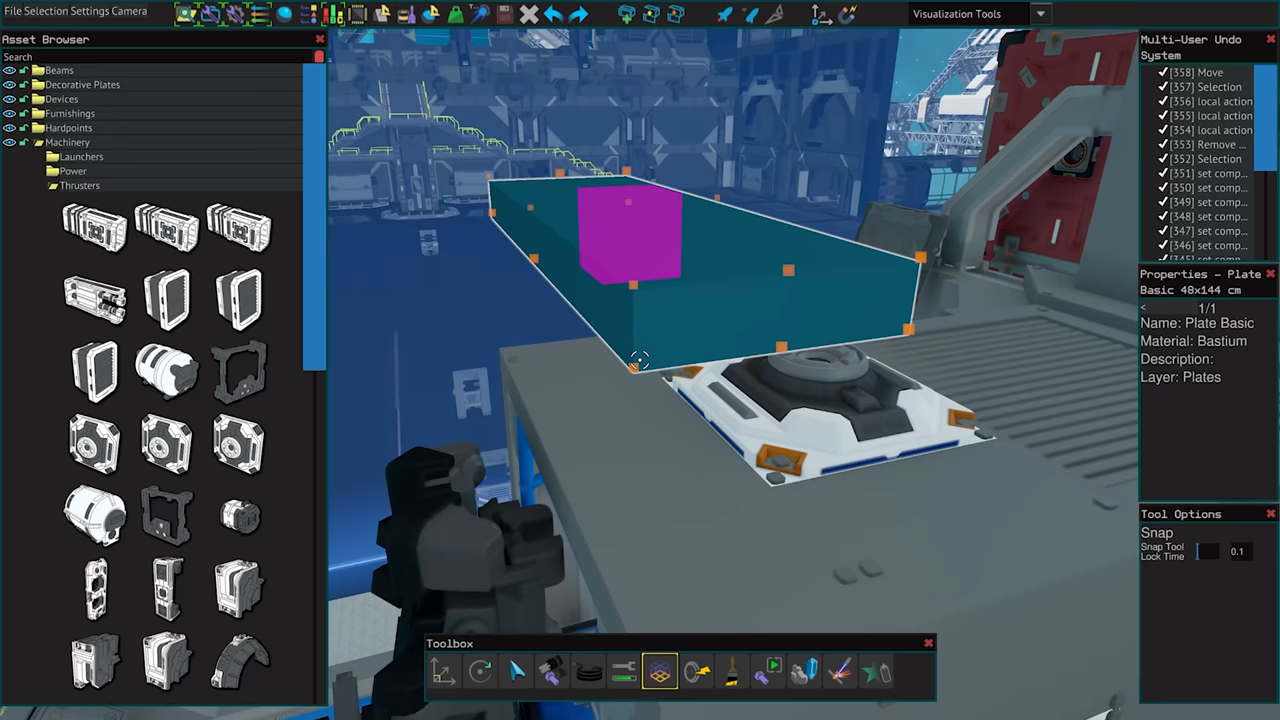 File Selection Settings Camera
Visualization Tools
Asset Browser
Search
Beams
Decorative Plates
Devices
Furnishings
Hardpoints
Machinery
Launchers
Power
Thrusters
Multi-User Undo
System
[358] Move
[357] Selection
[356] local action
[355] local action
[354] local action
[353] Remove ...
[352] Selection
[351] set comp...
[350] set comp...
[349] set comp...
[348] set comp...
[347] set comp...
[346] set comp...
[345] set comp...
Properties - Plate
Basic 48x144 cm
< 1/1
Name: Plate Basic
Material: Bastium
Description:
Layer: Plates
Tool Options
Snap
Snap Tool
Lock Time 0.1
Toolbox